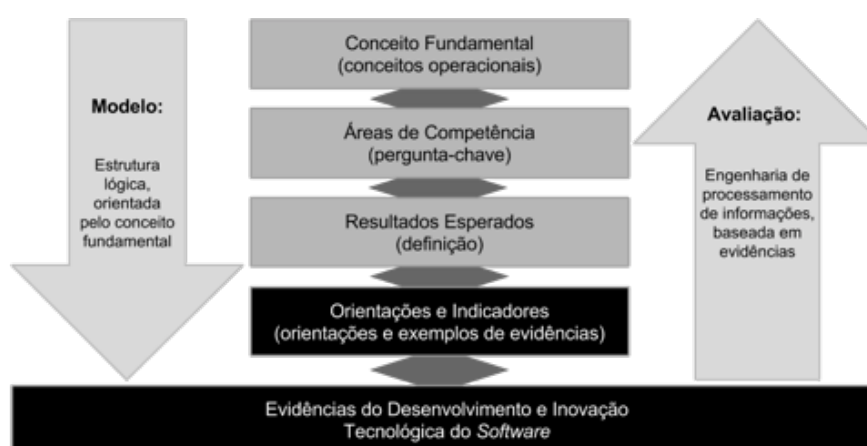 Modelo:
Estrutura
lógica,
orientada
pelo conceito
fundamental
Conceito Fundamental
(conceitos operacionais)
Áreas de Competência
(pergunta-chave)
Resultados Esperados
(definição)
Orientações e Indicadores
(orientações e exemplos de evidências)
Avaliação:
Engenharia de
processamento
de informações,
baseada em
evidências
Evidências do Desenvolvimento e Inovação
Tecnológica do Software